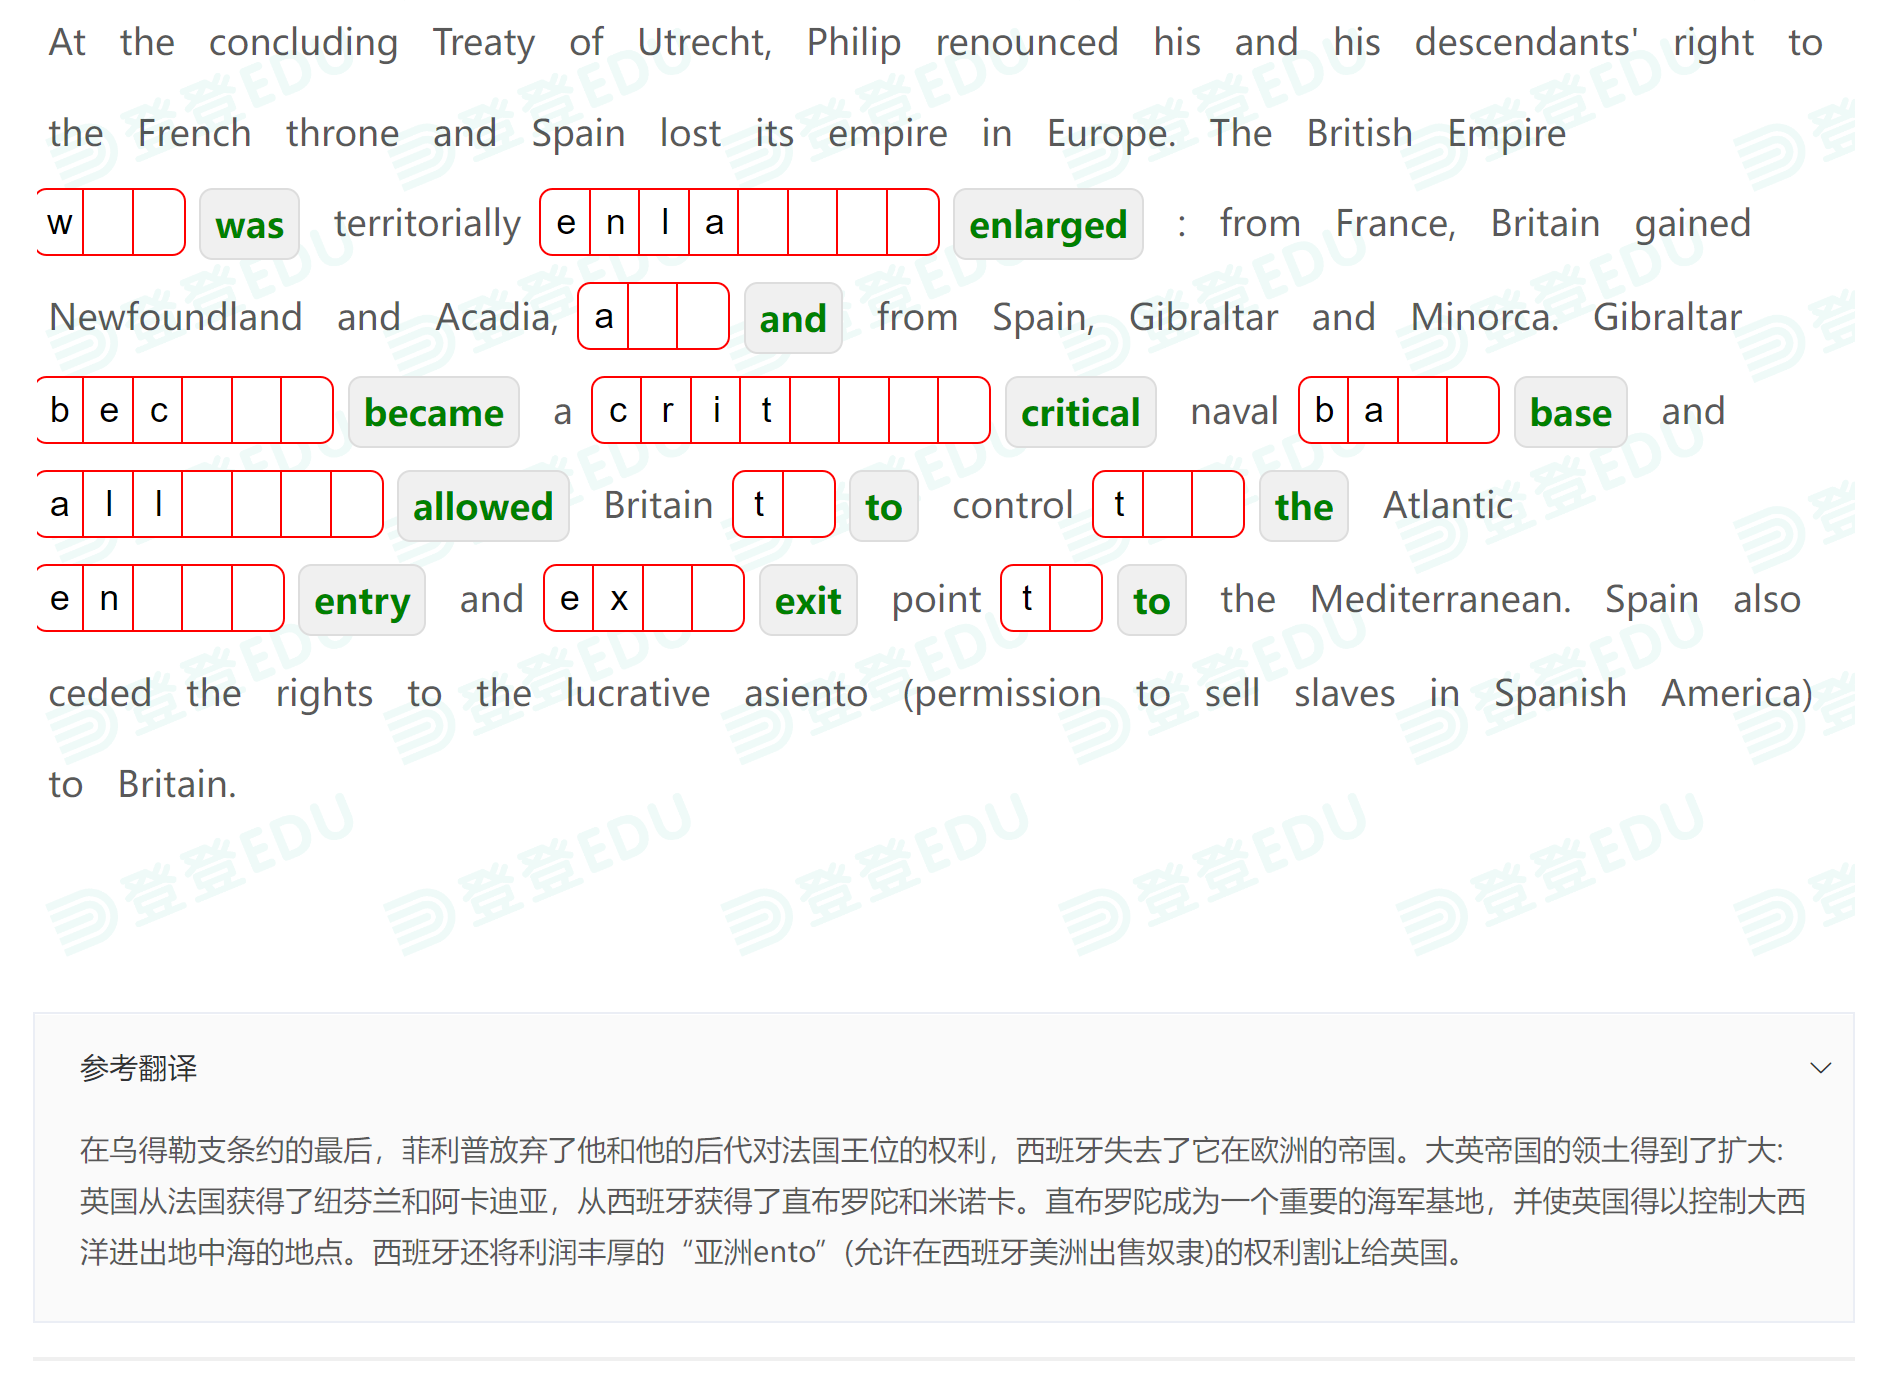 At the concluding Treaty of Utrecht, Philip renounced his and his descendants' right to
the French throne and Spain lost its empire in Europe. The British Empire
w was territorially e n l a enlarged : from France, Britain gained
Newfoundland and Acadia, a and from Spain, Gibraltar and Minorca. Gibraltar
b e c became a c r i t critical naval b a base and
a l l allowed Britain t to control t the Atlantic
e n entry and e x exit point t to the Mediterranean. Spain also
ceded the rights to the lucrative asiento (permission to sell slaves in Spanish America)
to Britain.
登登EDU
参考翻译
在乌得勒支条约的最后，菲利普放弃了他和他的后代对法国王位的权利，西班牙失去了它在欧洲的帝国。大英帝国的领土得到了扩大:
英国从法国获得了纽芬兰和阿卡迪亚，从西班牙获得了直布罗陀和米诺卡。直布罗陀成为一个重要的海军基地，并使英国得以控制大西
洋进出地中海的地点。西班牙还将利润丰厚的“亚洲ento”(允许在西班牙美洲出售奴隶)的权利割让给英国。